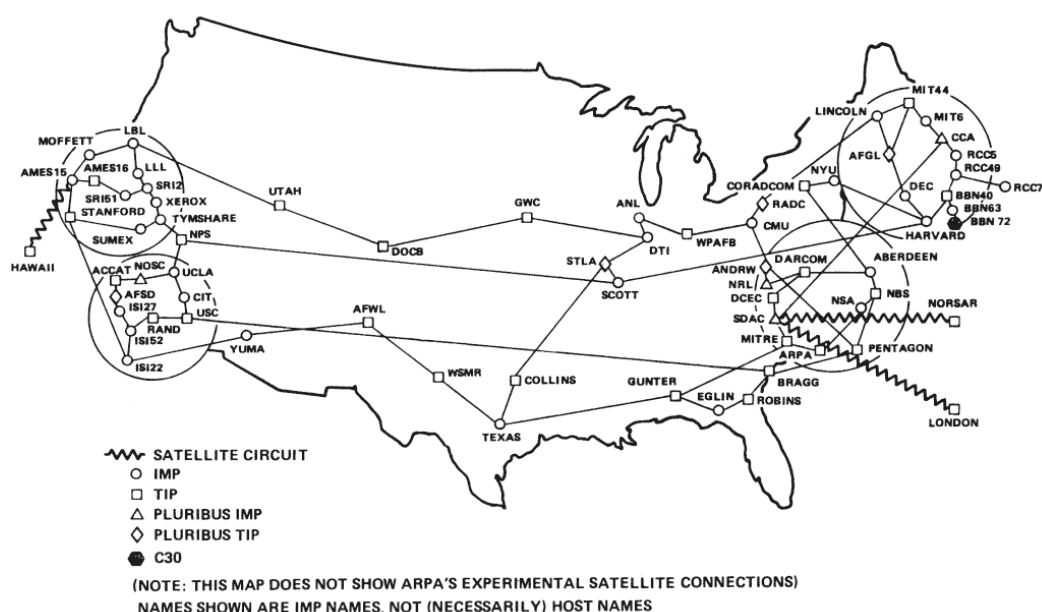 MIT44
LINCOLN
MIT6
CCA
MOFFETT
LBL
RCC5
AMES15
AMES16
LLL
AFGL
RCC49
NYU
RCC7
SRI51
SRI2
UTAH
CORADCOM
RADC
DEC
BBN40
XEROX
GWC
ANL
BBN63
STANFORD
TYMSHARE
BBN 72
SUMEX
NPS
CMU
HARVARD
HAWAII
DOCB
DTI
WPAFB
ABERDEEN
ACCAT
NOSC
UCLA
STLA
ANDRW
DARCOM
NRL
SCOTT
AFSD
CIT
DCEC
NSA
NBS
NORSAR
ISI27
RAND
USC
AFWL
SDAC
ISI52
YUMA
MITRE
ARPA
PENTAGON
ISI22
WSMR
COLLINS
GUNTER
BRAGG
EGLIN
ROBINS
TEXAS
LONDON
SATELLITE CIRCUIT
IMP
TIP
PLURIBUS IMP
PLURIBUS TIP
C30
(NOTE: THIS MAP DOES NOT SHOW ARPA'S EXPERIMENTAL SATELLITE CONNECTIONS)
NAMES SHOWN ARE IMP NAMES, NOT (NECESSARILY) HOST NAMES